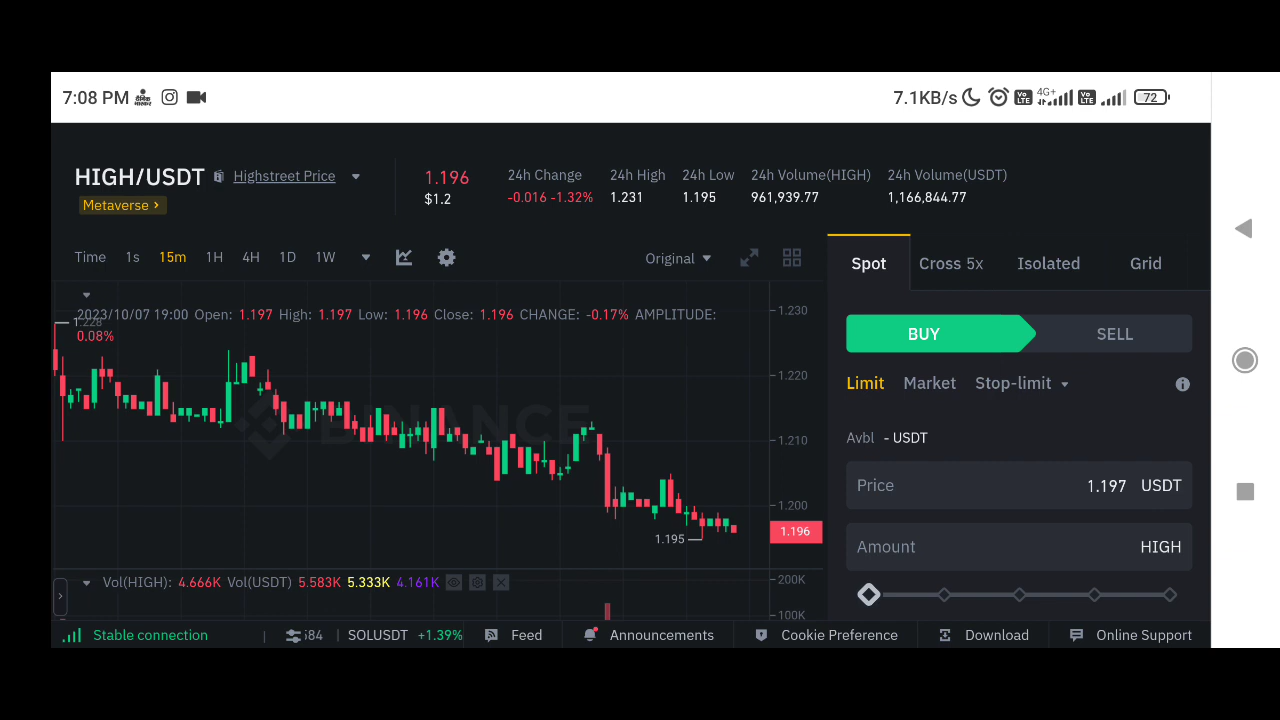 7:08 PM 7.1KB/s 4G+ 72
HIGH/USDT Highstreet Price
Metaverse
1.196
$1.2
24h Change 24h High 24h Low 24h Volume(HIGH) 24h Volume(USDT)
-0.016 -1.32% 1.231 1.195 961,939.77 1,166,844.77
Time 1s 15m 1H 4H 1D 1W Original
2023/10/07 19:00 Open: 1.197 High: 1.197 Low: 1.196 Close: 1.196 CHANGE: -0.17% AMPLITUDE:
0.08%
1.228
1.230
1.220
1.210
1.200
1.196
1.195
BINANCE
Vol(HIGH): 4.666K Vol(USDT) 5.583K 5.333K 4.161K
200K
100K
Spot Cross 5x Isolated Grid
BUY SELL
Limit Market Stop-limit
Avbl - USDT
Price 1.197 USDT
Amount HIGH
Stable connection SOLUSDT +1.39% Feed Announcements Cookie Preference Download Online Support